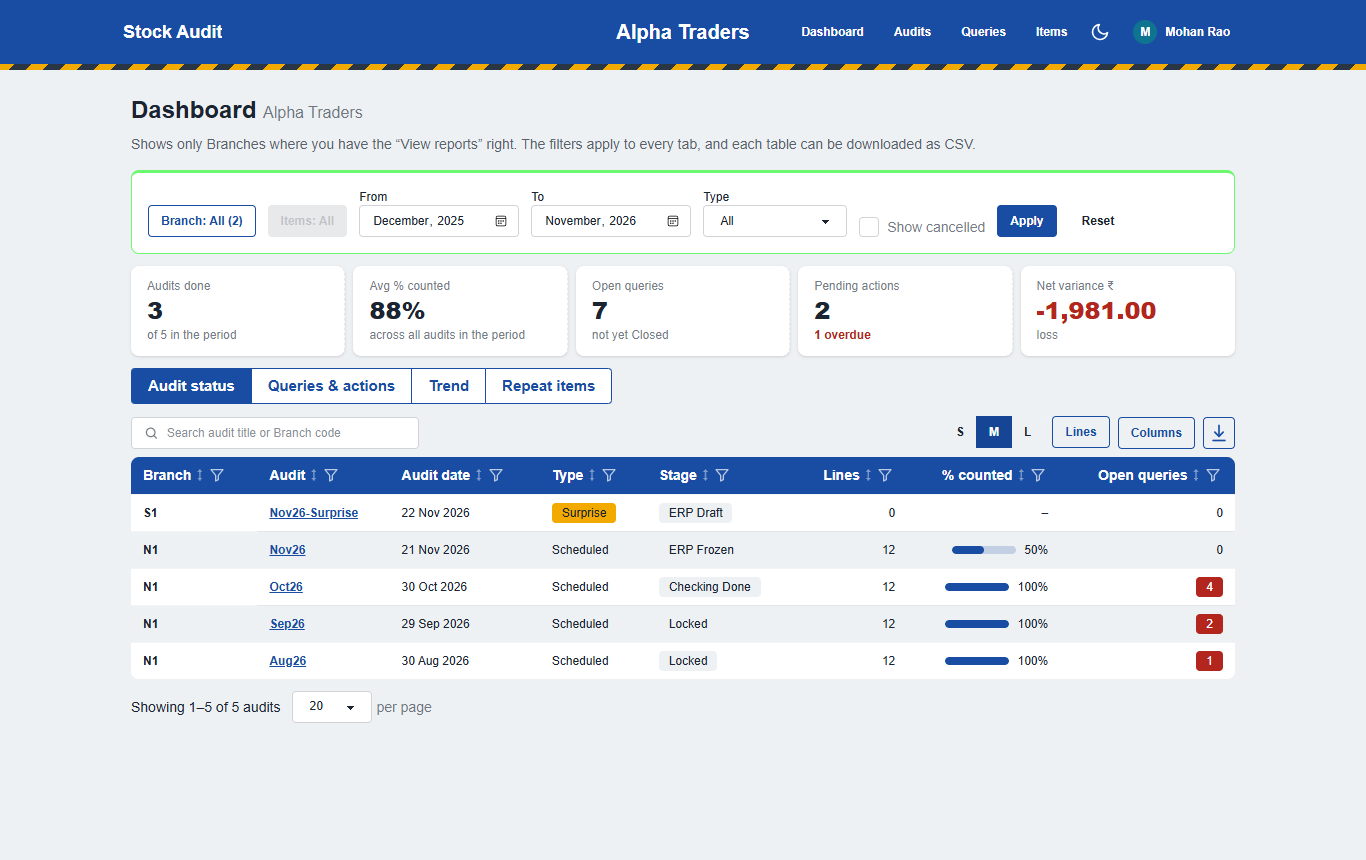 Stock Audit
Alpha Traders
Dashboard
Audits
Queries
Items
M
Mohan Rao
Dashboard Alpha Traders
Shows only Branches where you have the “View reports” right. The filters apply to every tab, and each table can be downloaded as CSV.
From
To
Type
Branch: All (2)
Items: All
December, 2025
November, 2026
All
Show cancelled
Apply
Reset
Audits done
3
of 5 in the period
Avg % counted
88%
across all audits in the period
Open queries
7
not yet Closed
Pending actions
2
1 overdue
Net variance ₹
-1,981.00
loss
Audit status
Queries & actions
Trend
Repeat items
Search audit title or Branch code
S
M
L
Lines
Columns
Branch Audit Audit date Type Stage Lines % counted Open queries
S1 Nov26-Surprise 22 Nov 2026 Surprise ERP Draft 0 – 0
N1 Nov26 21 Nov 2026 Scheduled ERP Frozen 12 50% 0
N1 Oct26 30 Oct 2026 Scheduled Checking Done 12 100% 4
N1 Sep26 29 Sep 2026 Scheduled Locked 12 100% 2
N1 Aug26 30 Aug 2026 Scheduled Locked 12 100% 1
Showing 1–5 of 5 audits 20 per page